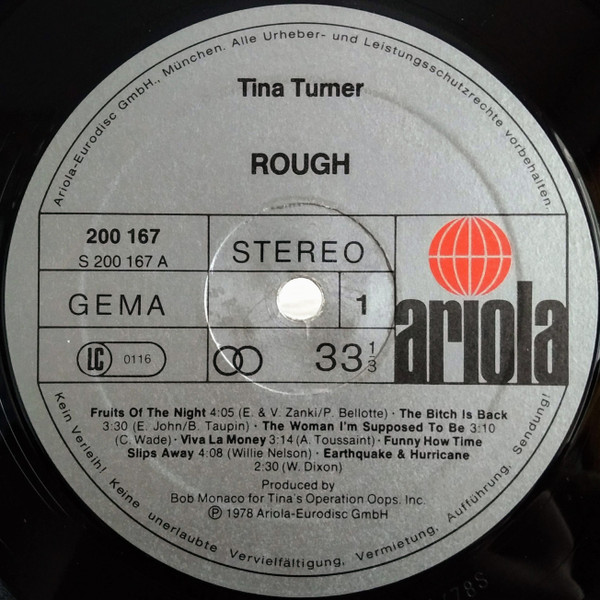 Ariola-Eurodisc GmbH., München. Alle Urheber- und Leistungsschutzrechte vorbehalten.
Tina Turner
ROUGH
200 167
S 200 167 A
STEREO
GEMA
1
LC 0116
33 1/3
ariola
Fruits Of The Night 4:05 (E. & V. Zanki/P. Bellotte) · The Bitch Is Back
3:30 (E. John/B. Taupin) · The Woman I'm Supposed To Be 3:10
(C. Wade) · Viva La Money 3:14 (A. Toussaint) · Funny How Time
Slips Away 4:08 (Willie Nelson) · Earthquake & Hurricane
2:30 (W. Dixon)
Produced by
Bob Monaco for Tina's Operation Oops. Inc.
Ⓟ 1978 Ariola-Eurodisc GmbH
Kein Verleih! Keine unerlaubte Vervielfältigung, Vermietung, Aufführung, Sendung!